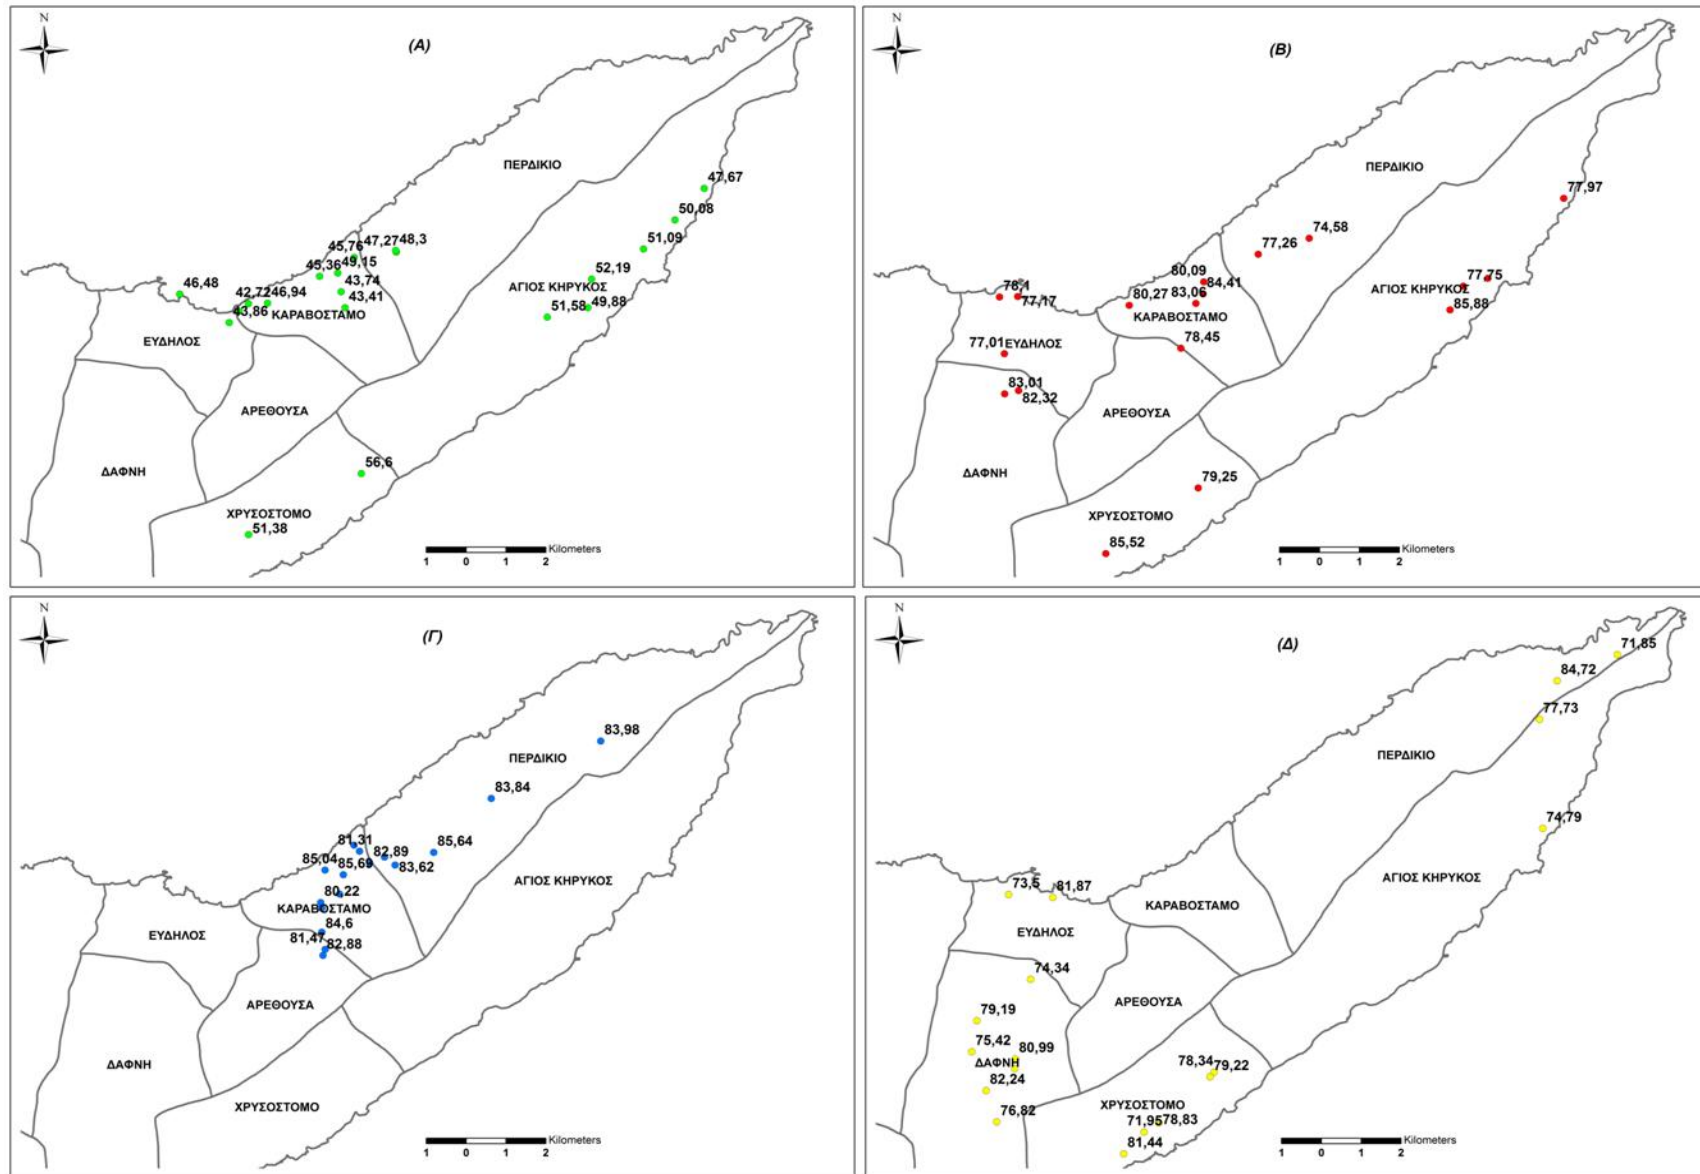 N
(Α)
ΠΕΡΔΙΚΙΟ
47,67
50,08
51,09
45,76
47,27
48,3
45,36
49,15
52,19
46,48
43,74
ΑΓΙΟΣ ΚΗΡΥΚΟΣ
42,72
46,94
43,41
49,88
43,86
ΚΑΡΑΒΟΣΤΑΜΟ
51,58
ΕΥΔΗΛΟΣ
ΑΡΕΘΟΥΣΑ
56,6
ΔΑΦΝΗ
ΧΡΥΣΟΣΤΟΜΟ
51,38
Kilometers
1 0 1 2
N
(Β)
ΠΕΡΔΙΚΙΟ
77,97
74,58
77,26
80,09
84,41
77,75
78,1
77,17
80,27
83,06
ΑΓΙΟΣ ΚΗΡΥΚΟΣ
85,88
ΚΑΡΑΒΟΣΤΑΜΟ
77,01
ΕΥΔΗΛΟΣ
78,45
83,01
82,32
ΑΡΕΘΟΥΣΑ
ΔΑΦΝΗ
79,25
ΧΡΥΣΟΣΤΟΜΟ
85,52
Kilometers
1 0 1 2
N
(Γ)
83,98
ΠΕΡΔΙΚΙΟ
83,84
81,31
82,89
85,64
85,04
85,69
83,62
ΑΓΙΟΣ ΚΗΡΥΚΟΣ
80,22
ΚΑΡΑΒΟΣΤΑΜΟ
84,6
ΕΥΔΗΛΟΣ
81,47
82,88
ΑΡΕΘΟΥΣΑ
ΔΑΦΝΗ
ΧΡΥΣΟΣΤΟΜΟ
Kilometers
1 0 1 2
N
(Δ)
71,85
84,72
77,73
ΠΕΡΔΙΚΙΟ
74,79
ΑΓΙΟΣ ΚΗΡΥΚΟΣ
73,5
81,87
ΚΑΡΑΒΟΣΤΑΜΟ
ΕΥΔΗΛΟΣ
74,34
ΑΡΕΘΟΥΣΑ
79,19
75,42
80,99
ΔΑΦΝΗ
78,34
79,22
82,24
ΧΡΥΣΟΣΤΟΜΟ
76,82
71,95
78,83
81,44
Kilometers
1 0 1 2